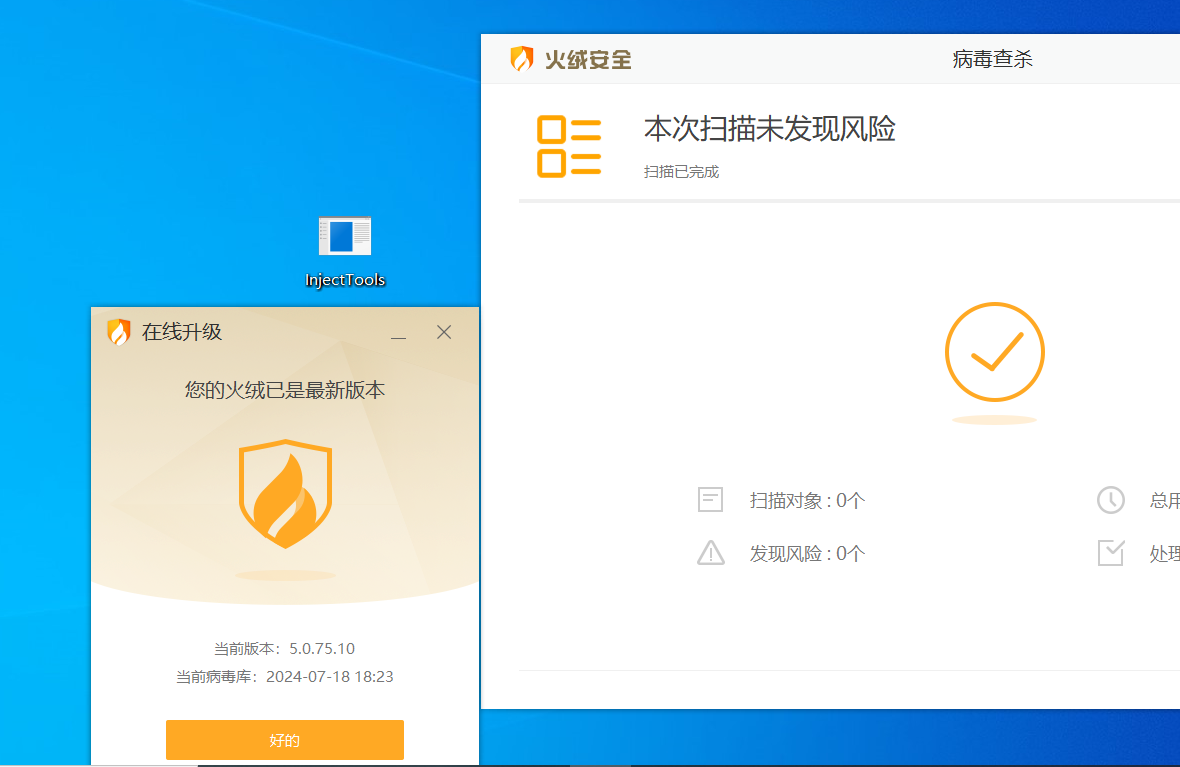 火绒安全
病毒查杀
本次扫描未发现风险
扫描已完成
InjectTools
在线升级
您的火绒已是最新版本
扫描对象 : 0个
总用
发现风险 : 0个
处理
当前版本：5.0.75.10
当前病毒库：2024-07-18 18:23
好的